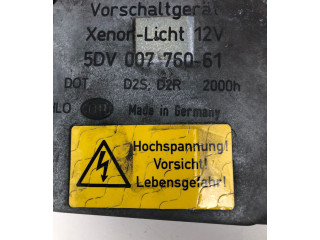 Vorschaltgerät
Xenon-Licht 12V
5DV 007 760-61
DOT D2S, D2R 2000h
Made in Germany
Hochspannung!
Vorsicht!
Lebensgefahr!